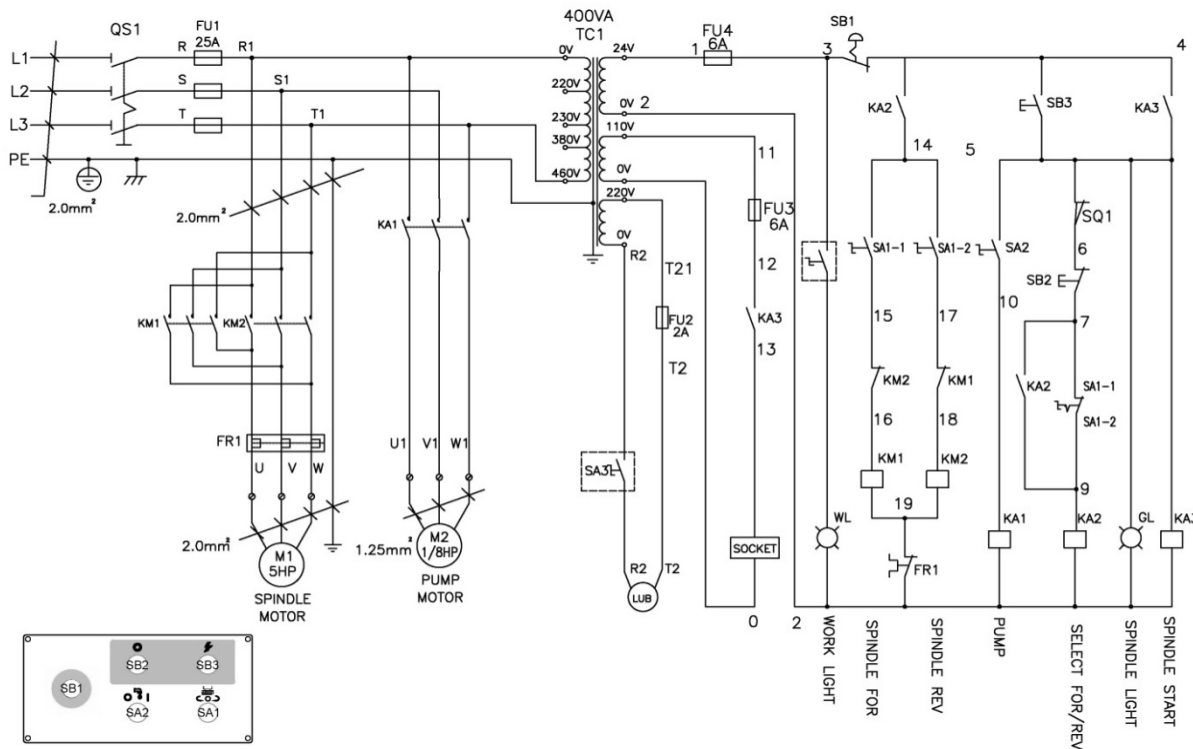 400VA
TC1
QS1
FU1
25A
FU4
6A
SB1
L1
R
R1
0V
24V
1
3
4
L2
S
S1
220V
0V
2
KA2
SB3
KA3
L3
T
T1
230V
110V
380V
PE
460V
0V
11
14
5
2.0mm²
2.0mm²
220V
FU3
6A
SQ1
KA1
0V
R2
SA1-1
SA1-2
SA2
6
T21
12
SB2
10
KM1
KM2
FU2
2A
KA3
15
17
7
T2
13
KM2
KM1
KA2
SA1-1
16
18
SA1-2
FR1
U1
V1
W1
U
V
W
SA3
KM1
KM2
9
19
WL
KA1
KA2
GL
KA3
2.0mm²
M1
5HP
1.25mm²
M2
1/8HP
SOCKET
FR1
SPINDLE
MOTOR
PUMP
MOTOR
R2
T2
LUB
0
2
WORK LIGHT
SPINDLE FOR
SPINDLE REV
PUMP
SELECT FOR/REV
SPINDLE LIGHT
SPINDLE START
SB1
SB2
SB3
SA2
SA1